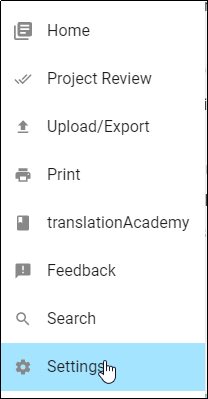 Home
Project Review
Upload/Export
Print
translationAcademy
Feedback
Search
Settings